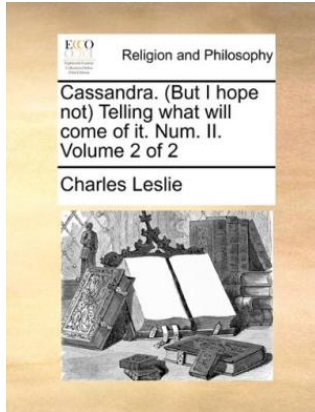 ECCO
Religion and Philosophy
Cassandra. (But I hope
not) Telling what will
come of it. Num. II.
Volume 2 of 2
Charles Leslie